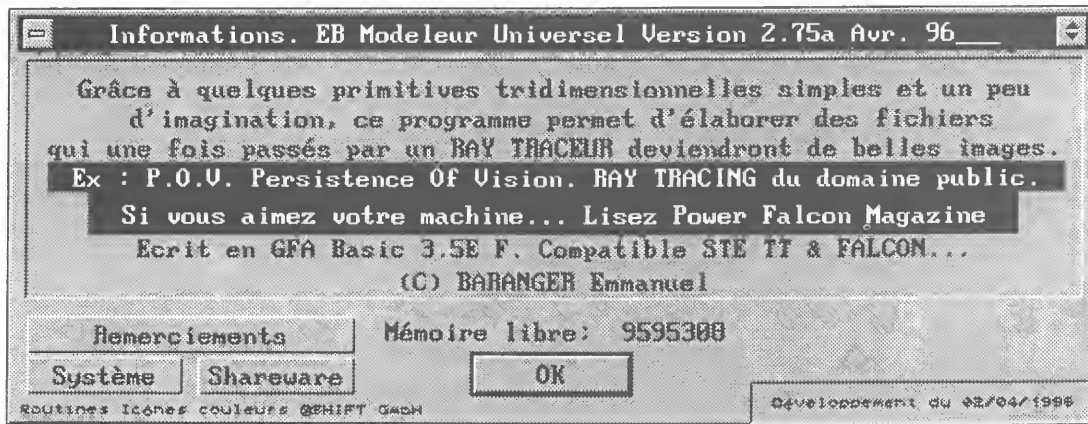 Informations. EB Modeleur Universel Version 2.75a Avr. 96___
Grâce à quelques primitives tridimensionnelles simples et un peu
d'imagination, ce programme permet d'élaborer des fichiers
qui une fois passés par un RAY TRACEUR deviendront de belles images.
Ex : P.O.V. Persistence Of Vision. RAY TRACING du domaine public.
Si vous aimez votre machine... Lisez Power Falcon Magazine
Ecrit en GFA Basic 3.5E F. Compatible STE TT & FALCON...
(C) BARANGER Emmanuel
Remerciements
Mémoire libre: 9595308
Système
Shareware
OK
Routines Icônes couleurs @SHIFT GmbH
Développement du 02/04/1996